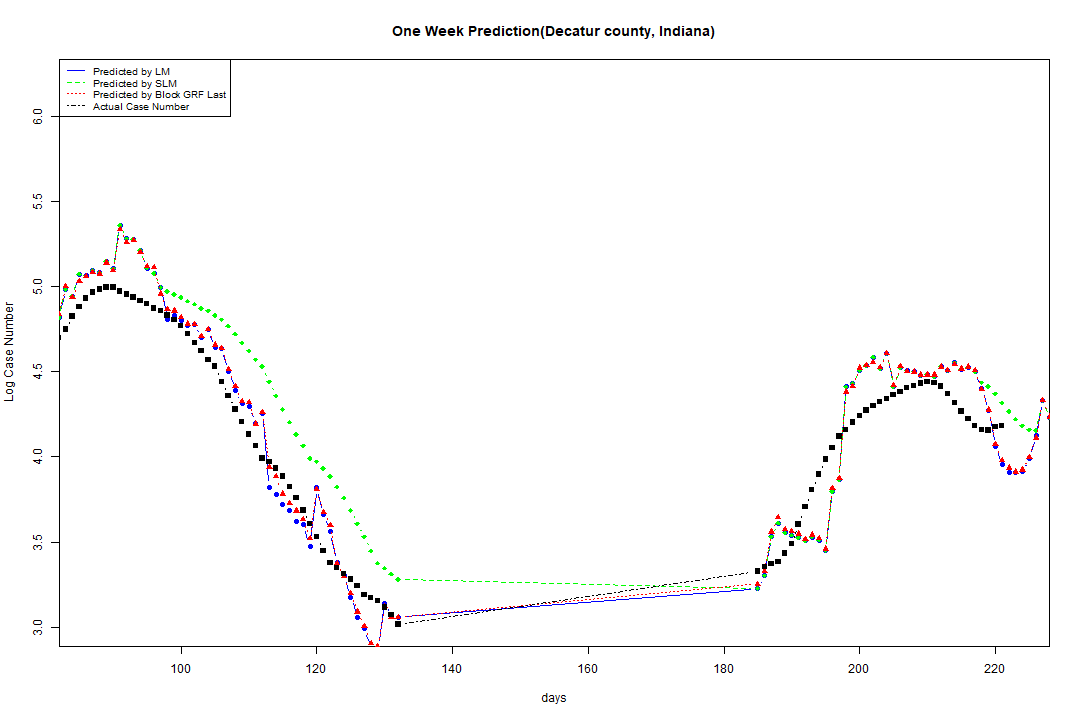 One Week Prediction(Decatur county, Indiana)
Predicted by LM
Predicted by SLM
Predicted by Block GRF Last
Actual Case Number
Log Case Number
6.0
5.5
5.0
4.5
4.0
3.5
3.0
100 120 140 160 180 200 220
days